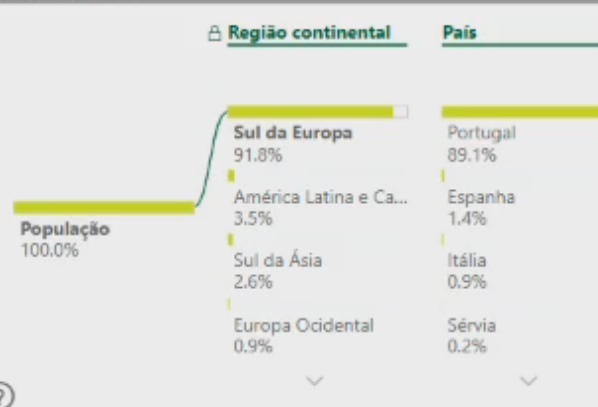 Região continental
País
População
100.0%
Sul da Europa
91.8%
América Latina e Ca...
3.5%
Sul da Ásia
2.6%
Europa Ocidental
0.9%
Portugal
89.1%
Espanha
1.4%
Itália
0.9%
Sérvia
0.2%
?